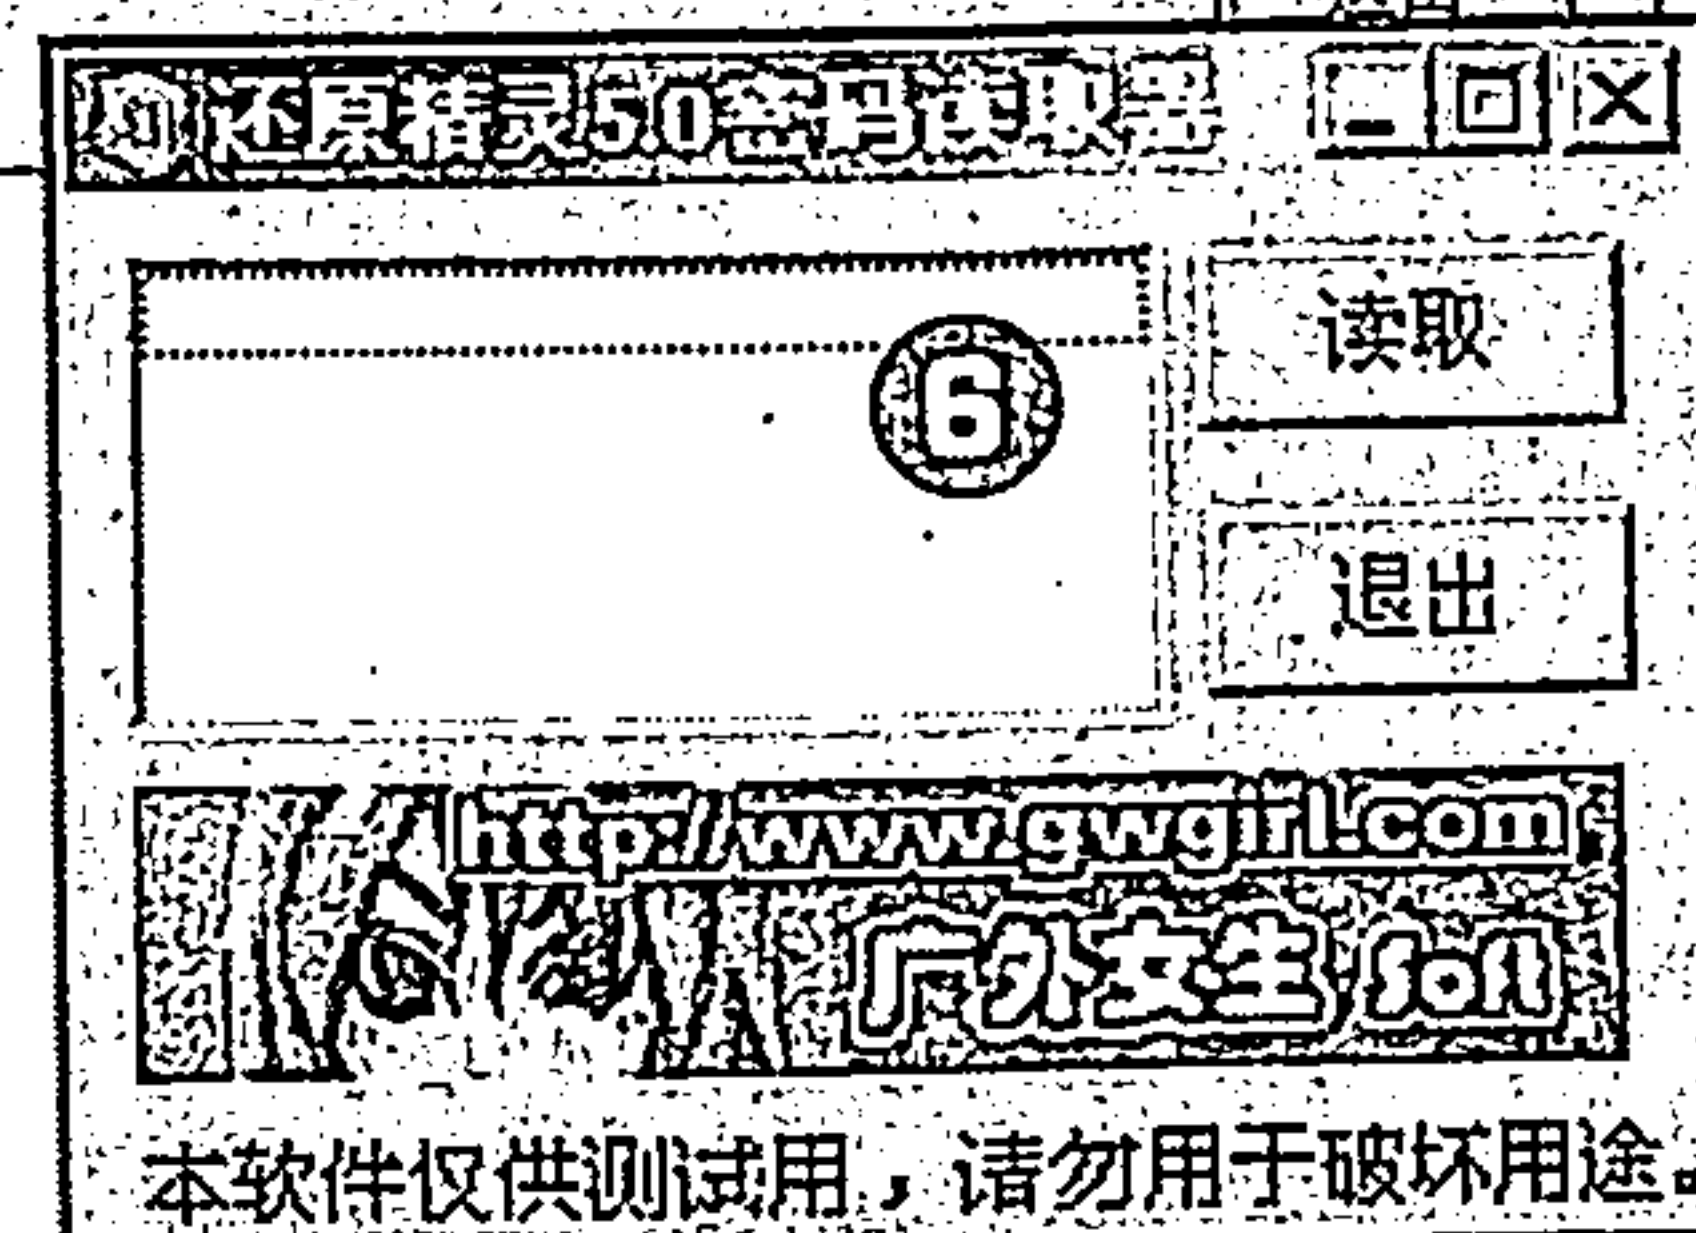 还原精灵5.0密码读取器
读取
6
退出
http://www.gwgirl.com
广外女生 soft
本软件仅供测试用，请勿用于破坏用途。